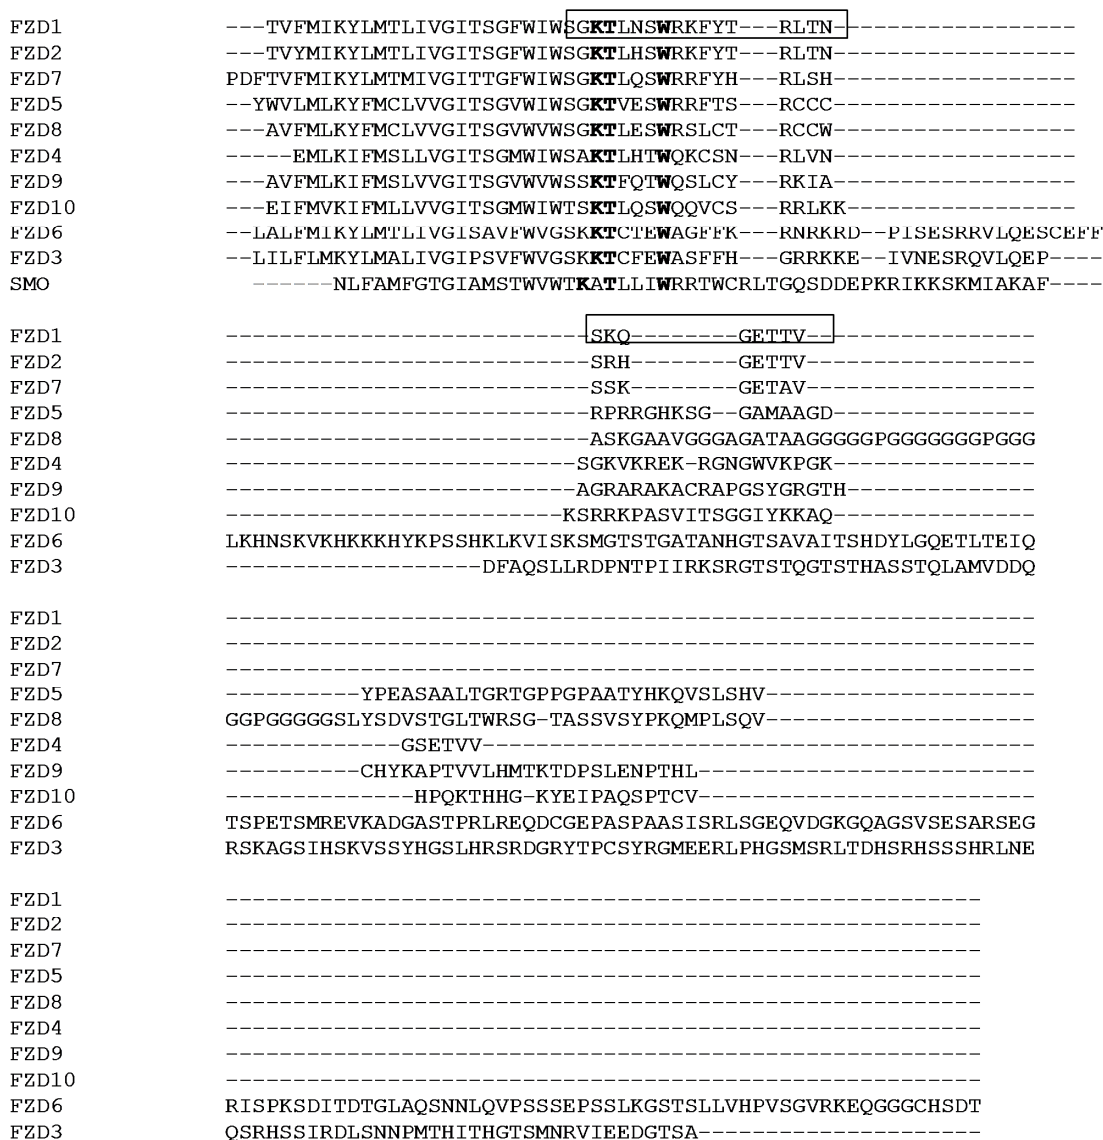 FZD1 ---TVFMIKYLMTLIVGITSGFWIWSGKTLNSWRKFYT---RLTN------------------
FZD2 ---TVYMIKYLMTLIVGITSGFWIWSGKTLHSWRKFYT---RLTN------------------
FZD7 PDFTVFMIKYLMTMIVGITTGFWIWSGKTLQSWRRFYH---RLSH------------------
FZD5 --YWVLMLKYFMCLVVGITSGVWIWSGKTVESWRRFTS---RCCC------------------
FZD8 ---AVFMLKYFMCLVVGITSGVWVWSGKTLESWRSLCT---RCCW------------------
FZD4 -----EMLKIFMSLLVGITSGMWIWSAKTLHTWQKCSN---RLVN------------------
FZD9 ---AVFMLKIFMSLVVGITSGVWVWSSKTFQTWQSLCY---RKIA------------------
FZD10 ---EIFMVKIFMLLVVGITSGMWIWTSKTLQSWQQVCS---RRLKK-----------------
FZD6 --LALFMLKYLMTLIVGISAVFWVGSKKTCTEWAGFFK---RNRKRD--PISESRRVLQESCEFF
FZD3 --LILFLMKYLMALIVGIPSVFWVGSKKTCFEWASFFH---GRRKKE--IVNESRQVLQEP----
SMO ------NLFAMFGTGIAMSTWVWTKATLLIWRRTWCRLTGQSDDEPKRIKKSKMIAKAF----
FZD1 ---------------------------SKQ--------GETTV-----------------
FZD2 ---------------------------SRH--------GETTV-----------------
FZD7 ---------------------------SSK--------GETAV-----------------
FZD5 ---------------------------RPRRGHKSG--GAMAAGD---------------
FZD8 ---------------------------ASKGAAVGGGAGATAAGGGGGPGGGGGGGPGGG
FZD4 --------------------------SGKVKREK-RGNGWVKPGK---------------
FZD9 --------------------------AGRARAKACRAPGSYGRGTH--------------
FZD10 -------------------------KSRRKPASVITSGGIYKKAQ---------------
FZD6 LKHNSKVKHKKKHYKPSSHKLKVISKSMGTSTGATANHGTSAVAITSHDYLGQETLTEIQ
FZD3 -------------------DFAQSLLRDPNTPIIRKSRGTSTQGTSTHASSTQLAMVDDQ
FZD1 ------------------------------------------------------------
FZD2 ------------------------------------------------------------
FZD7 ------------------------------------------------------------
FZD5 ----------YPEASAALTGRTGPPGPAATYHKQVSLSHV--------------------
FZD8 GGPGGGGGSLYSDVSTGLTWRSG-TASSVSYPKQMPLSQV--------------------
FZD4 -------------GSETVV-----------------------------------------
FZD9 ----------CHYKAPTVVLHMTKTDPSLENPTHL-------------------------
FZD10 --------------HPQKTHHG-KYEIPAQSPTCV-------------------------
FZD6 TSPETSMREVKADGASTPRLREQDCGEPASPAASISRLSGEQVDGKGQAGSVSESARSEG
FZD3 RSKAGSIHSKVSSYHGSLHRSRDGRYTPCSYRGMEERLPHGSMSRLTDHSRHSSSHRLNE
FZD1 --------------------------------------------------------
FZD2 --------------------------------------------------------
FZD7 --------------------------------------------------------
FZD5 --------------------------------------------------------
FZD8 --------------------------------------------------------
FZD4 --------------------------------------------------------
FZD9 --------------------------------------------------------
FZD10 --------------------------------------------------------
FZD6 RISPKSDITDTGLAQSNNLQVPSSSEPSSLKGSTSLLVHPVSGVRKEQGGGCHSDT
FZD3 QSRHSSIRDLSNNPMTHITHGTSMNRVIEEDGTSA---------------------